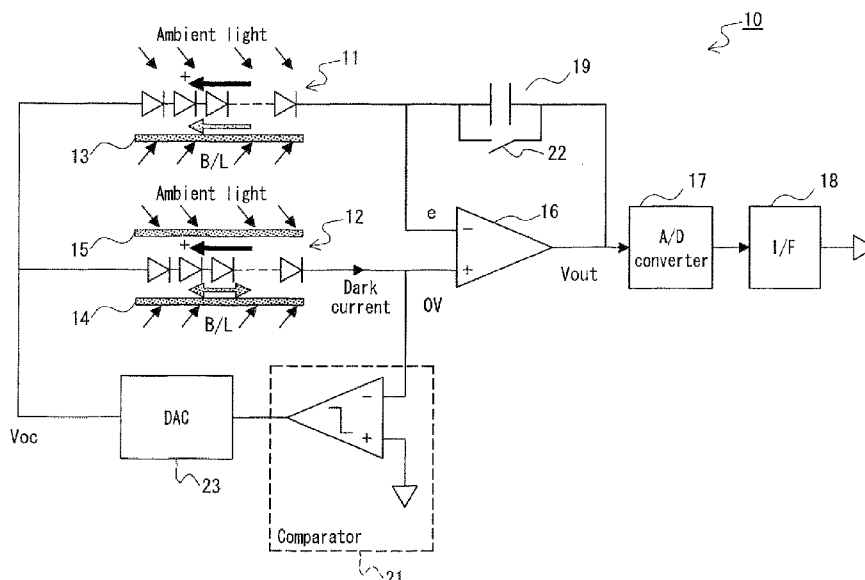 10
Ambient light
11
19
+
13
B/L
22
Ambient light
17
18
15
12
e
16
+
-
A/D
converter
I/F
+
Vout
Dark
current
0V
14
B/L
DAC
-
+
Voc
23
Comparator
21